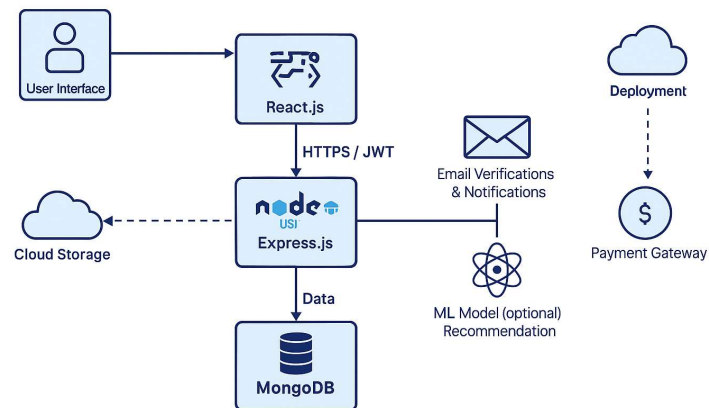 User Interface
React.js
Deployment
HTTPS / JWT
Email Verifications
& Notifications
node
USI
Express.js
Cloud Storage
$
Payment Gateway
Data
ML Model (optional)
Recommendation
MongoDB